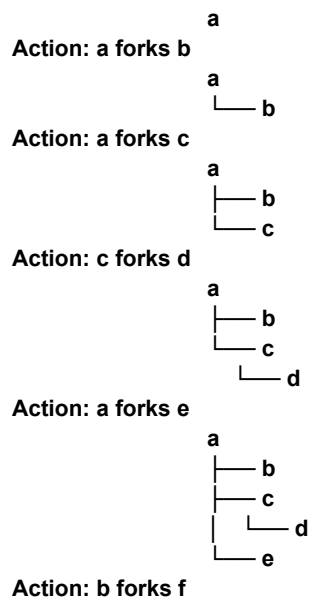 a
Action: a forks b
a
└── b
Action: a forks c
a
├── b
└── c
Action: c forks d
a
├── b
└── c
    └── d
Action: a forks e
a
├── b
├── c
│   └── d
└── e
Action: b forks f